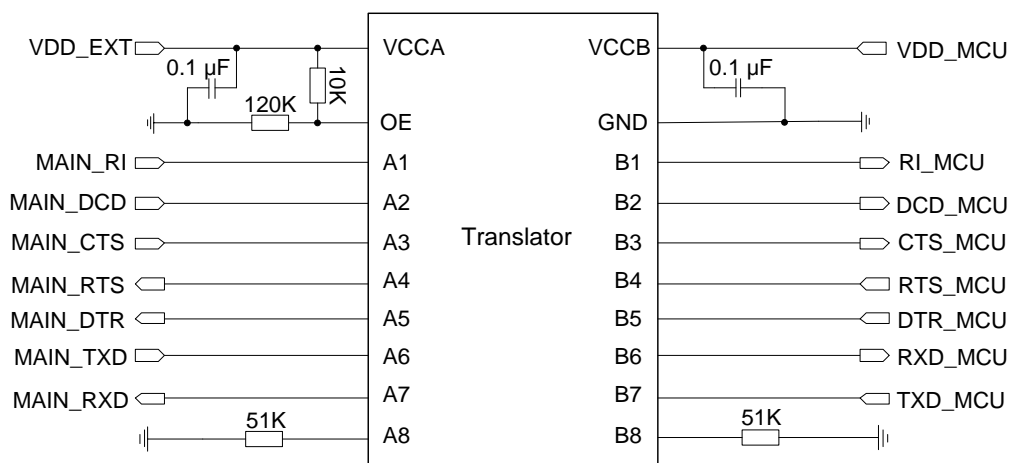 VDD_EXT VCCA VCCB VDD_MCU
0.1 µF 10K 0.1 µF
120K OE GND
MAIN_RI A1 B1 RI_MCU
MAIN_DCD A2 B2 DCD_MCU
MAIN_CTS A3 Translator B3 CTS_MCU
MAIN_RTS A4 B4 RTS_MCU
MAIN_DTR A5 B5 DTR_MCU
MAIN_TXD A6 B6 RXD_MCU
MAIN_RXD A7 B7 TXD_MCU
51K A8 B8 51K